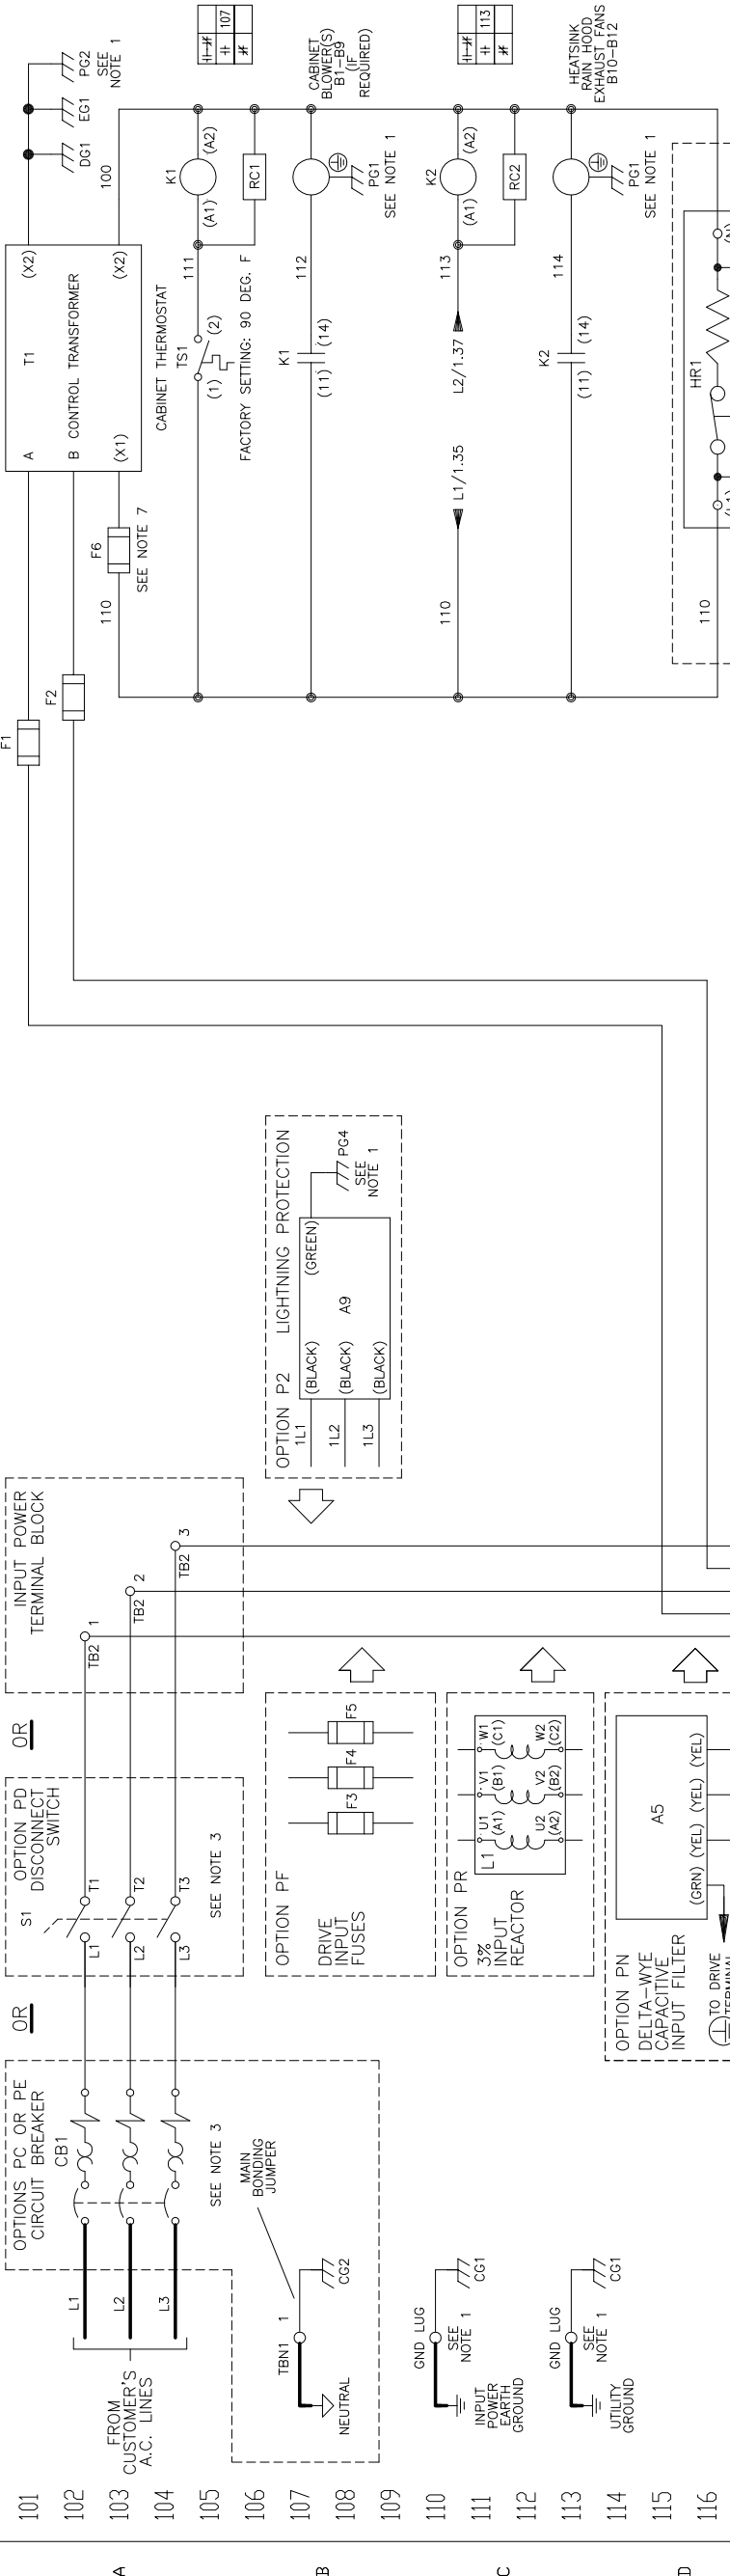 101
102
103
104
105
106
107
108
109
110
111
112
113
114
115
116
A
B
C
D
FROM
CUSTOMER'S
A.C. LINES
L1
L2
L3
OPTIONS PC OR PE
CIRCUIT BREAKER
CB1
SEE NOTE 3
OR
OPTION PD
DISCONNECT
SWITCH
S1
L1
L2
L3
T1
T2
T3
SEE NOTE 3
OR
INPUT POWER
TERMINAL BLOCK
1
TB2
2
TB2
3
TB2
MAIN
BONDING
JUMPER
TBN1
1
NEUTRAL
CG2
GND LUG
SEE
NOTE 1
CG1
INPUT
POWER
EARTH
GROUND
GND LUG
SEE
NOTE 1
CG1
UTILITY
GROUND
OPTION PF
DRIVE
INPUT
FUSES
F3
F4
F5
OPTION PR
3%
INPUT
REACTOR
L1
U1
(A1)
V1
(B1)
W1
(C1)
U2
(A2)
V2
(B2)
W2
(C2)
OPTION PN
DELTA-WYE
CAPACITIVE
INPUT FILTER
A5
(GRN) (YEL) (YEL) (YEL)
TO DRIVE
TERMINAL
OPTION P2 LIGHTNING PROTECTION
1L1
1L2
1L3
(BLACK)
(BLACK)
(BLACK)
A9
(GREEN)
PG4
SEE
NOTE 1
F1
F2
A
T1
(X2)
B CONTROL TRANSFORMER
(X1)
(X2)
F6
SEE NOTE 7
110
100
DG1
EG1
PG2
SEE
NOTE 1
CABINET THERMOSTAT
TS1
(1)
(2)
FACTORY SETTING: 90 DEG. F
111
K1
(A1)
(A2)
RC1
107
K1
(11)
(14)
112
PG1
SEE NOTE 1
CABINET
BLOWER(S)
B1-B9
(IF
REQUIRED)
110
L1/1.35
L2/1.37
113
K2
(A1)
(A2)
RC2
113
K2
(11)
(14)
114
PG1
SEE NOTE 1
HEATSINK
RAIN HOOD
EXHAUST FANS
B10-B12
110
HR1